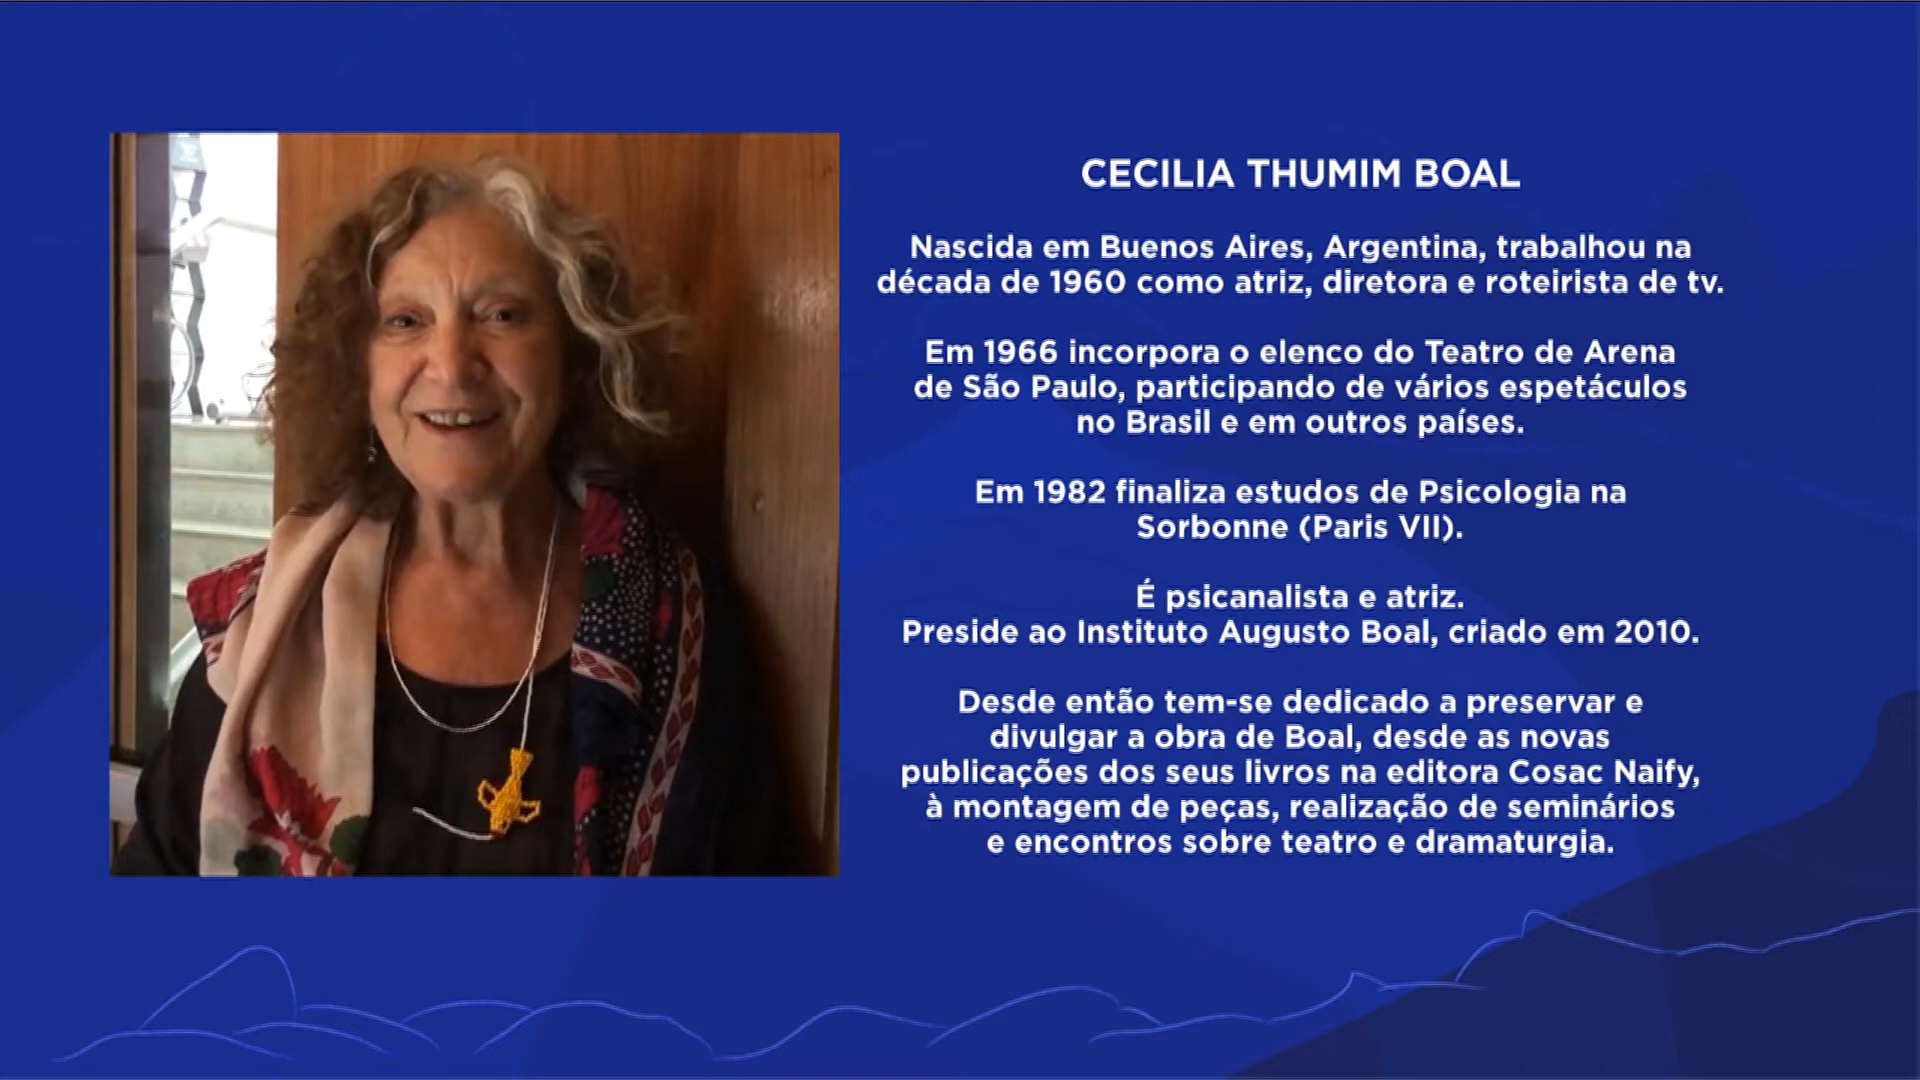 CECILIA THUMIM BOAL
Nascida em Buenos Aires, Argentina, trabalhou na
década de 1960 como atriz, diretora e roteirista de tv.
Em 1966 incorpora o elenco do Teatro de Arena
de São Paulo, participando de vários espetáculos
no Brasil e em outros países.
Em 1982 finaliza estudos de Psicologia na
Sorbonne (Paris VII).
É psicanalista e atriz.
Preside ao Instituto Augusto Boal, criado em 2010.
Desde então tem-se dedicado a preservar e
divulgar a obra de Boal, desde as novas
publicações dos seus livros na editora Cosac Naify,
à montagem de peças, realização de seminários
e encontros sobre teatro e dramaturgia.